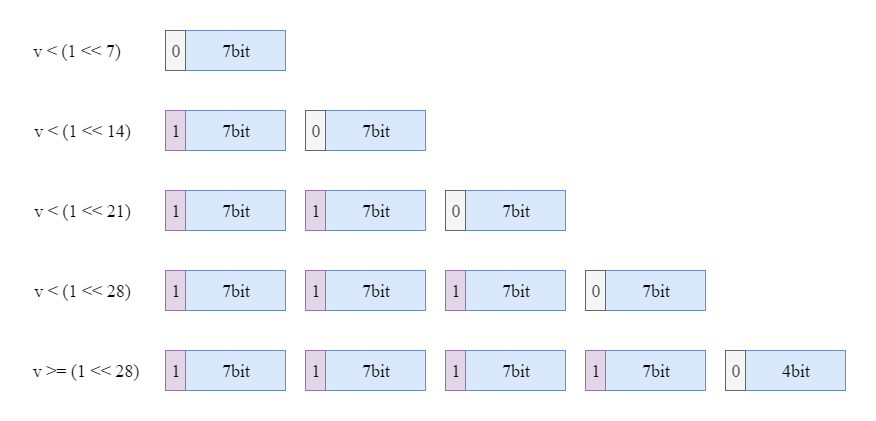 v < (1 << 7) 0 7bit
v < (1 << 14) 1 7bit 0 7bit
v < (1 << 21) 1 7bit 1 7bit 0 7bit
v < (1 << 28) 1 7bit 1 7bit 1 7bit 0 7bit
v >= (1 << 28) 1 7bit 1 7bit 1 7bit 1 7bit 0 4bit